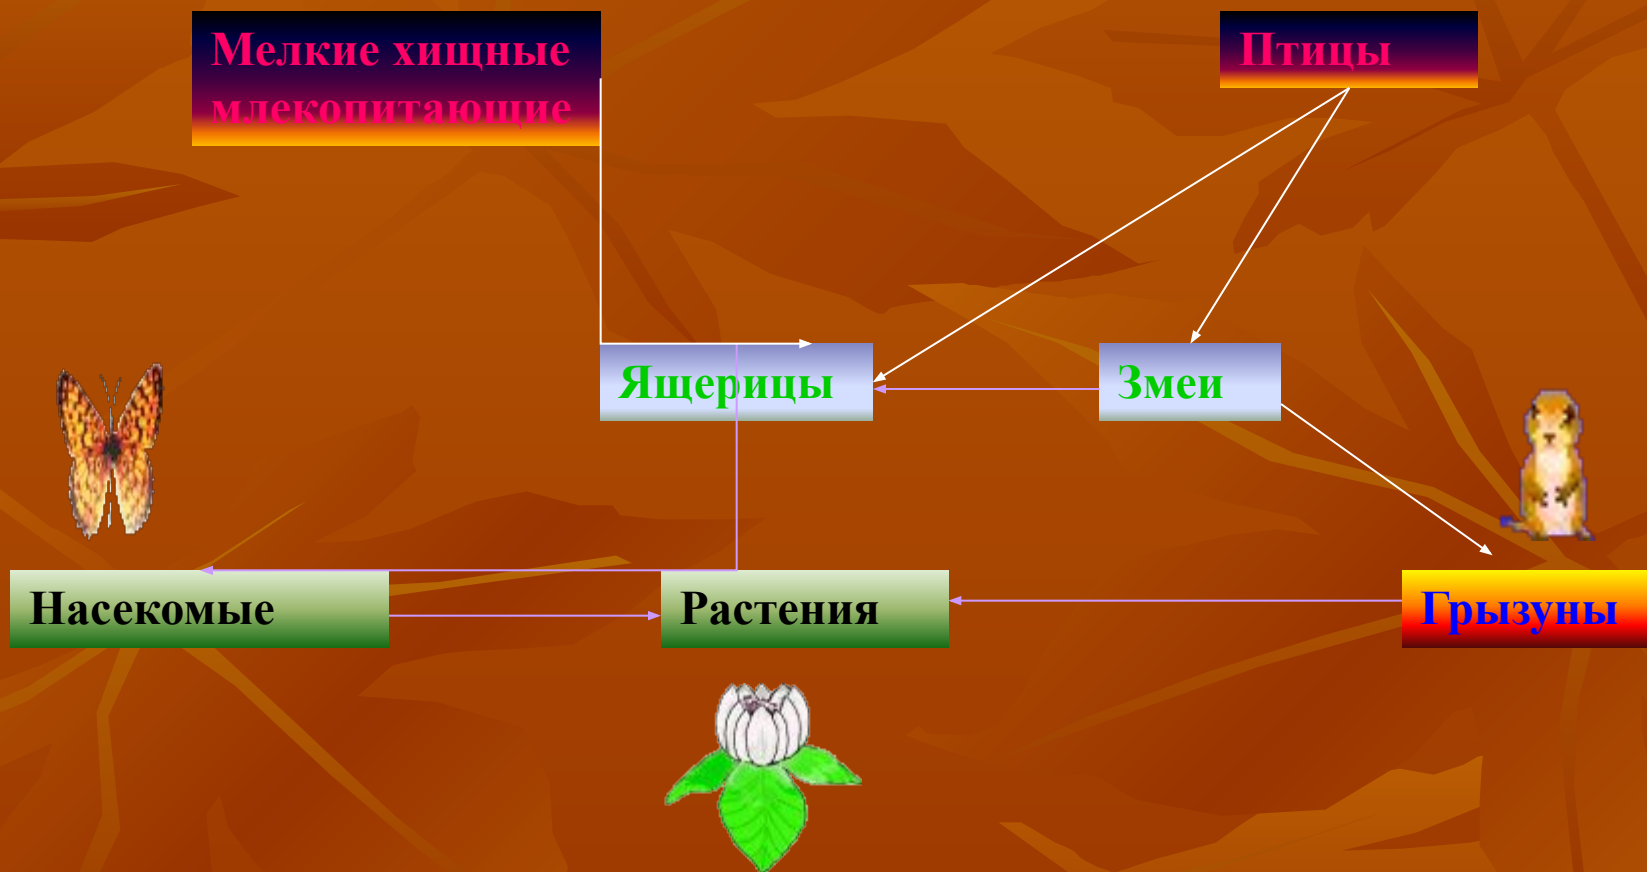 Мелкие хищные
млекопитающие
Птицы
Ящерицы
Змеи
Насекомые
Растения
Грызуны